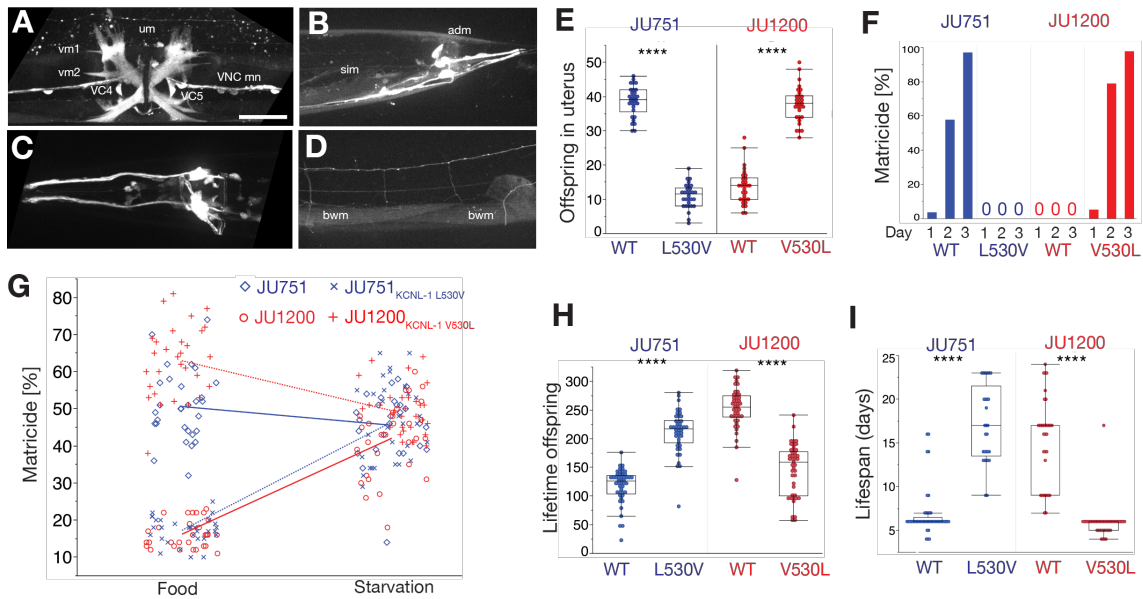 A
um
vm1
vm2
VNC mn
VC4
VC5
B
adm
sim
C
D
bwm
bwm
E
JU751
JU1200
****
****
Offspring in uterus
50
40
30
20
10
0
WT
L530V
WT
V530L
F
JU751
JU1200
Matricide [%]
100
80
60
40
20
0
0 0 0
0 0 0
Day
1 2 3
1 2 3
1 2 3
1 2 3
WT
L530V
WT
V530L
G
JU751
JU751KCNL-1 L530V
JU1200
JU1200KCNL-1 V530L
Matricide [%]
80
70
60
50
40
30
20
10
Food
Starvation
H
JU751
JU1200
****
****
Lifetime offspring
300
250
200
150
100
50
0
WT
L530V
WT
V530L
I
JU751
JU1200
****
****
Lifespan (days)
25
20
15
10
5
WT
L530V
WT
V530L